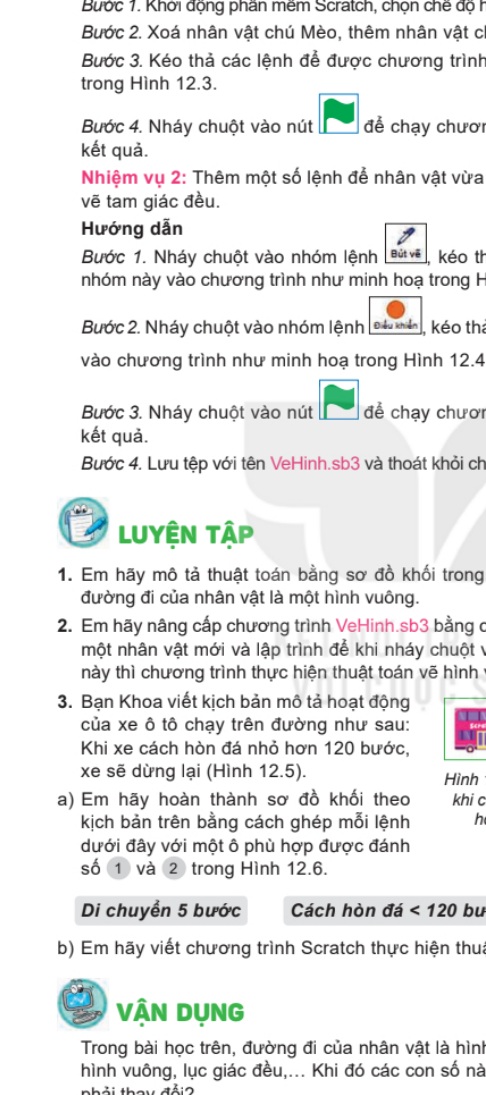 Bước 1. Khởi động phần mềm Scratch, chọn chế độ
Bước 2. Xoá nhân vật chú Mèo, thêm nhân vật
Bước 3. Kéo thả các lệnh để được chương trình
trong Hình 12.3.
Bước 4. Nháy chuột vào nút để chạy
kết quả.
Nhiệm vụ 2: Thêm một số lệnh để nhân vật vừa
vẽ tam giác đều.
Hướng dẫn
Bước 1. Nháy chuột vào nhóm lệnh Bút vẽ, kéo
nhóm này vào chương trình như minh hoạ trong
Bước 2. Nháy chuột vào nhóm lệnh Điều khiển, kéo
vào chương trình như minh hoạ trong Hình 12.4
Bước 3. Nháy chuột vào nút để chạy
kết quả.
Bước 4. Lưu tệp với tên VeHinh.sb3 và thoát khỏi
LUYỆN TẬP
1. Em hãy mô tả thuật toán bằng sơ đồ khối trong
đường đi của nhân vật là một hình vuông.
2. Em hãy nâng cấp chương trình VeHinh.sb3 bằng
một nhân vật mới và lập trình để khi nháy chuột
này thì chương trình thực hiện thuật toán vẽ hình
3. Bạn Khoa viết kịch bản mô tả hoạt động
của xe ô tô chạy trên đường như sau:
Khi xe cách hòn đá nhỏ hơn 120 bước,
xe sẽ dừng lại (Hình 12.5).
Hình
khi
a) Em hãy hoàn thành sơ đồ khối theo
kịch bản trên bằng cách ghép mỗi lệnh
dưới đây với một ô phù hợp được đánh
số 1 và 2 trong Hình 12.6.
Di chuyển 5 bước Cách hòn đá < 120
b) Em hãy viết chương trình Scratch thực hiện
VẬN DỤNG
Trong bài học trên, đường đi của nhân vật là
hình vuông, lục giác đều,... Khi đó các con số
phải thay đổi?